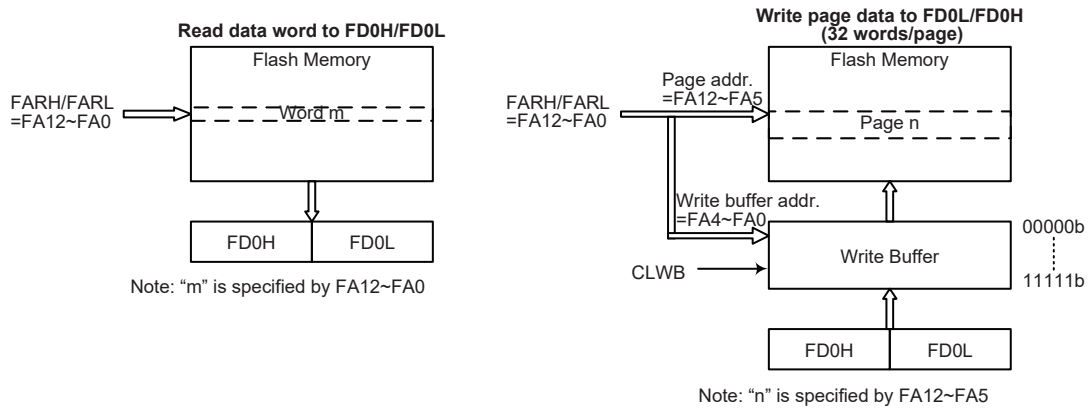 Read data word to FD0H/FD0L
Flash Memory
FARH/FARL
=FA12~FA0
Word m
FD0H
FD0L
Note: “m” is specified by FA12~FA0
Write page data to FD0L/FD0H
(32 words/page)
Flash Memory
Page addr.
=FA12~FA5
FARH/FARL
=FA12~FA0
Page n
Write buffer addr.
=FA4~FA0
00000b
Write Buffer
CLWB
11111b
FD0H
FD0L
Note: “n” is specified by FA12~FA5